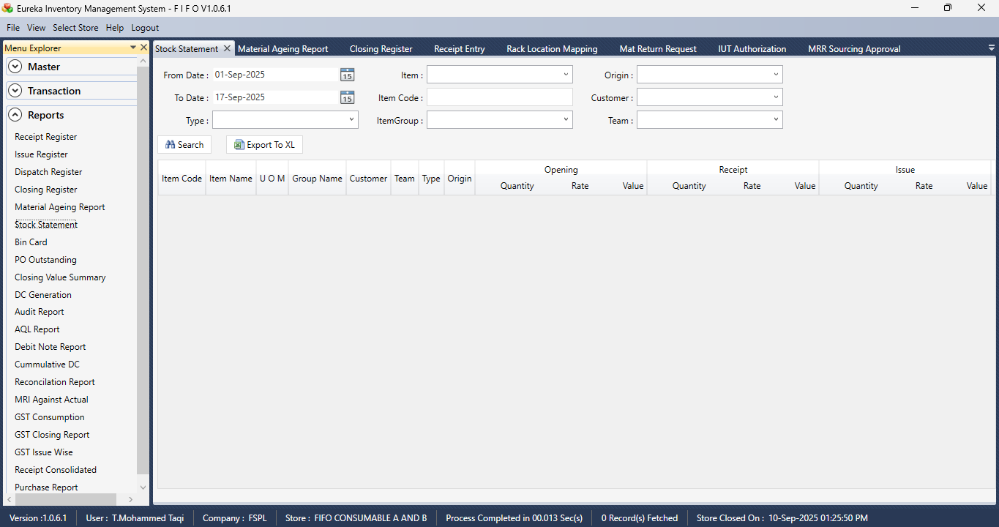 Eureka Inventory Management System - F I F O V1.0.6.1
File View Select Store Help Logout
Menu Explorer
Stock Statement Material Ageing Report Closing Register Receipt Entry Rack Location Mapping Mat Return Request IUT Authorization MRR Sourcing Approval
Master
Transaction
Reports
Receipt Register
Issue Register
Dispatch Register
Closing Register
Material Ageing Report
Stock Statement
Bin Card
PO Outstanding
Closing Value Summary
DC Generation
Audit Report
AQL Report
Debit Note Report
Cummulative DC
Reconcilation Report
MRI Against Actual
GST Consumption
GST Closing Report
GST Issue Wise
Receipt Consolidated
Purchase Report
From Date : 01-Sep-2025 15 Item : Origin :
To Date : 17-Sep-2025 15 Item Code : Customer :
Type : ItemGroup : Team :
Search Export To XL
Item Code Item Name U O M Group Name Customer Team Type Origin
Opening Receipt Issue
Quantity Rate Value Quantity Rate Value Quantity Rate Value
Version :1.0.6.1 User : T.Mohammed Taqi Company : FSPL Store : FIFO CONSUMABLE A AND B Process Completed in 00.013 Sec(s) 0 Record(s) Fetched Store Closed On : 10-Sep-2025 01:25:50 PM